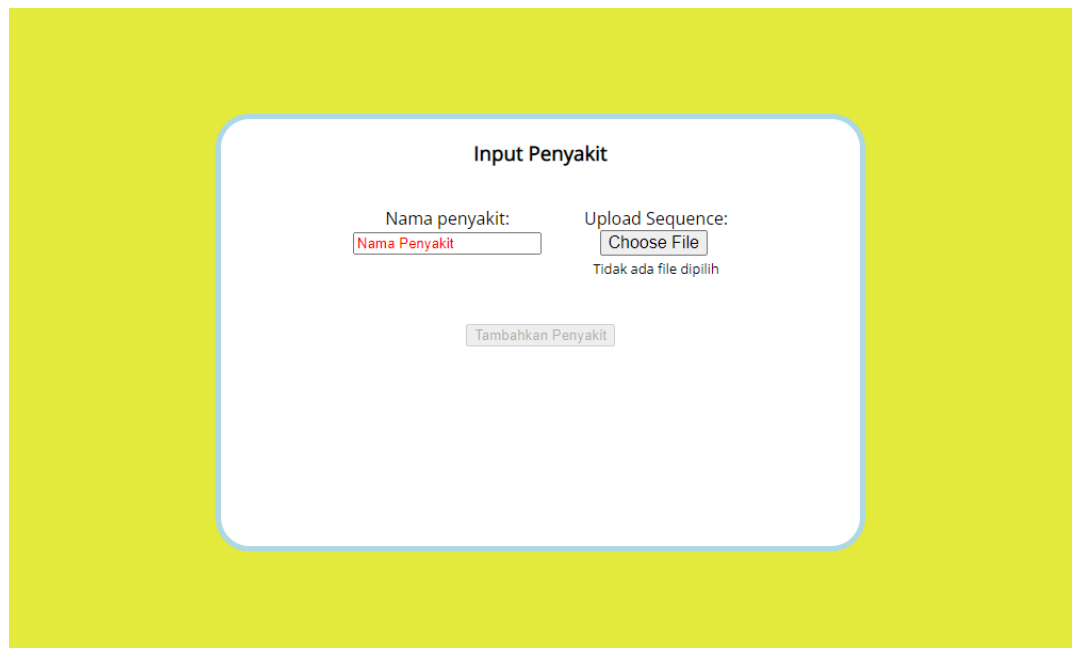 Input Penyakit
Nama penyakit:
Nama Penyakit
Upload Sequence:
Choose File
Tidak ada file dipilih
Tambahkan Penyakit